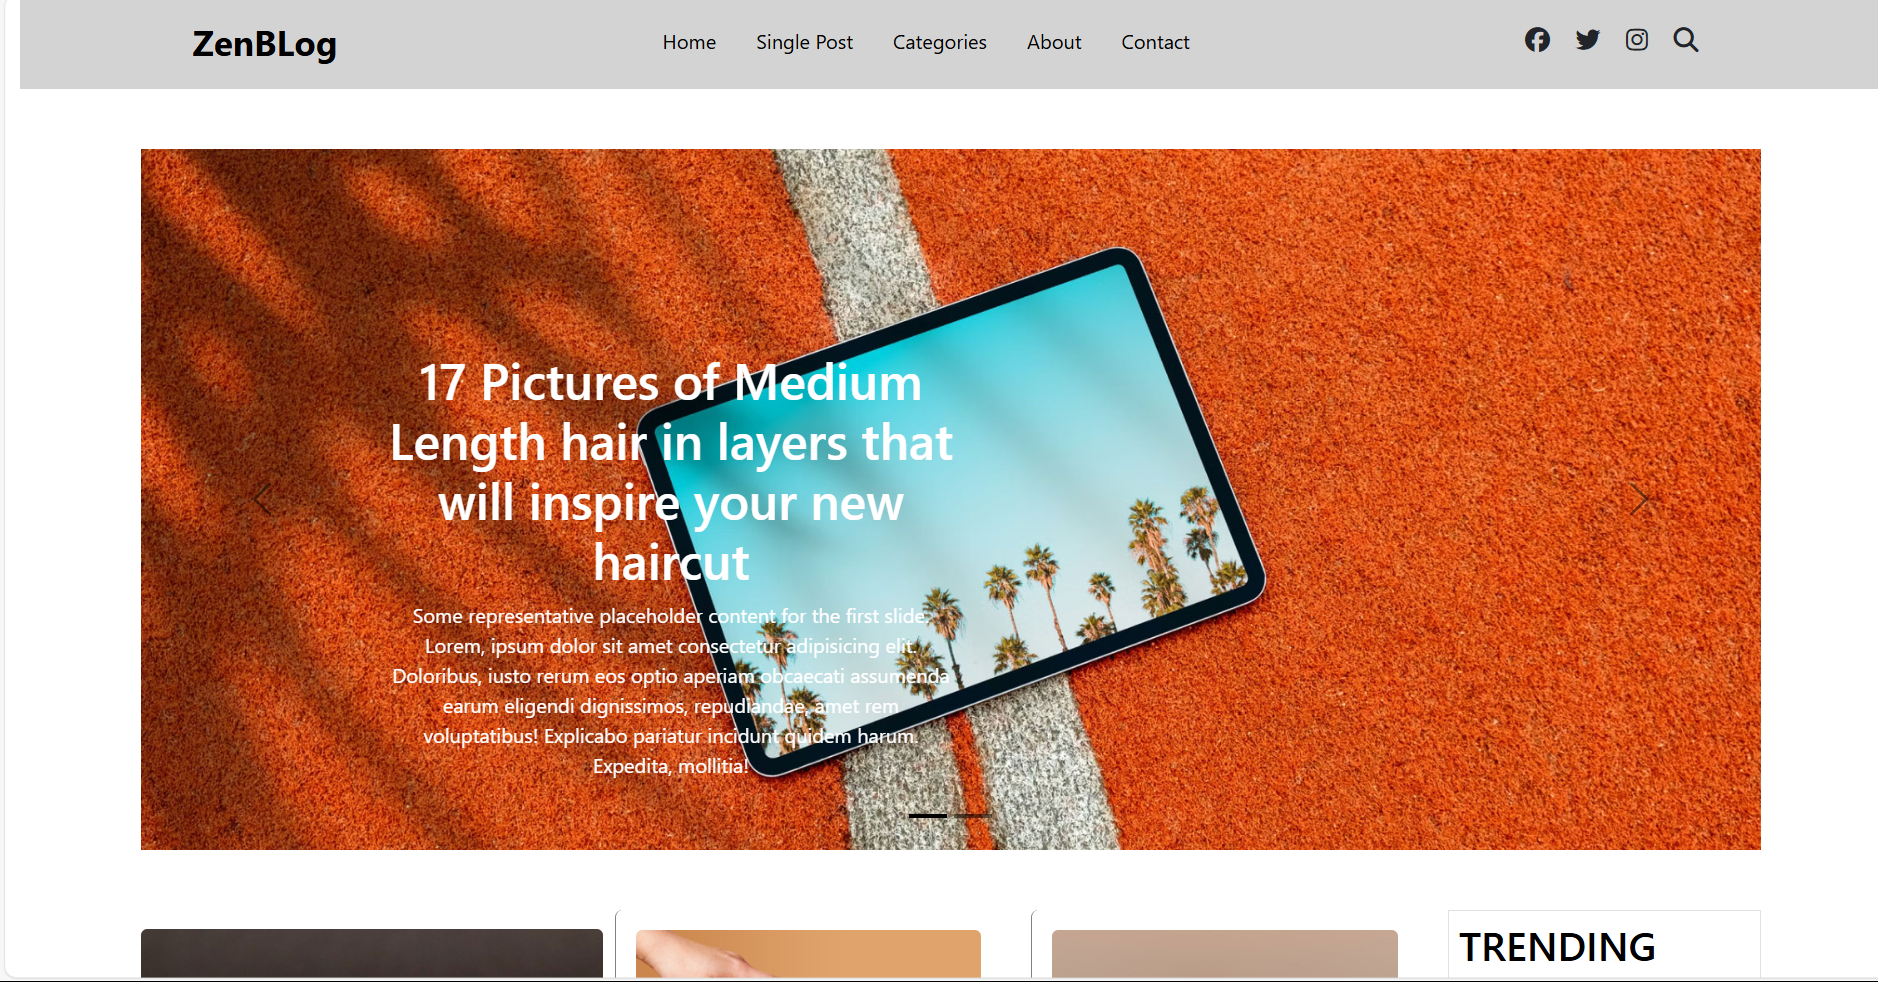 ZenBLog
Home Single Post Categories About Contact
17 Pictures of Medium
Length hair in layers that
will inspire your new
haircut
Some representative placeholder content for the first slide.
Lorem, ipsum dolor sit amet consectetur adipisicing elit.
Doloribus, iusto rerum eos optio aperiam obcaecati assumenda
earum eligendi dignissimos, repudiandae, amet rem
voluptatibus! Explicabo pariatur incidunt quidem harum.
Expedita, mollitia!
TRENDING